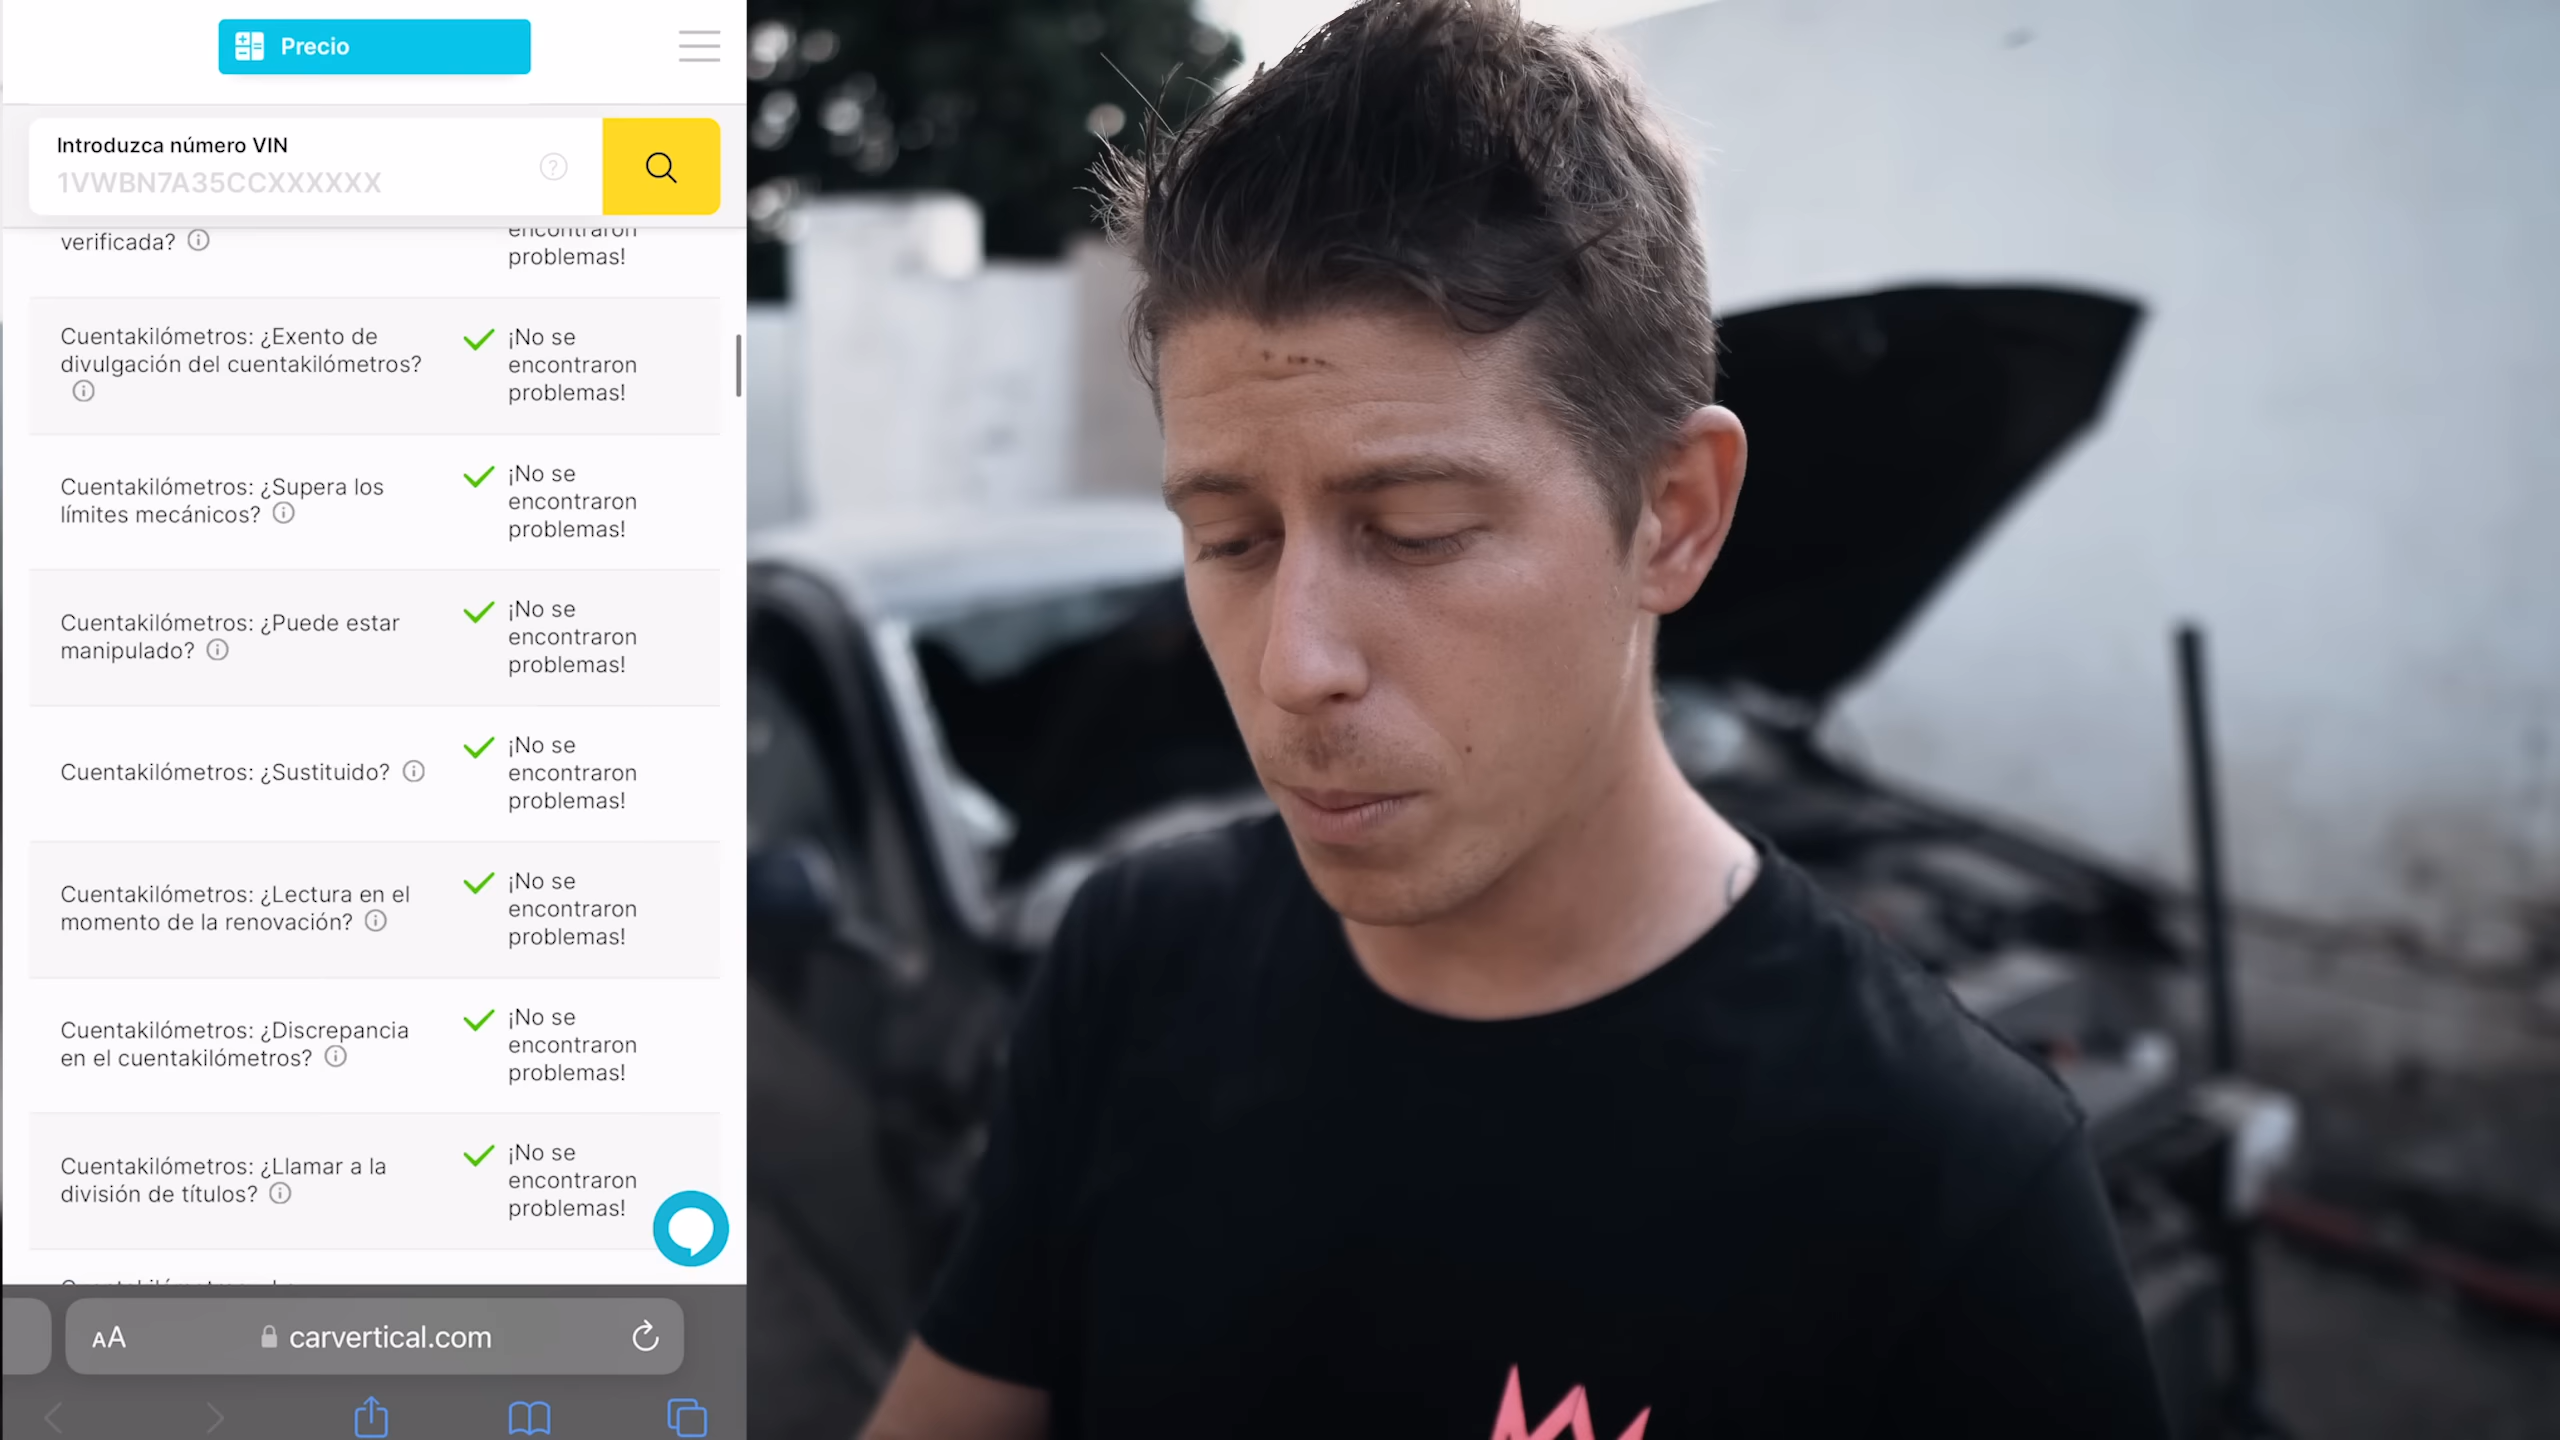 Precio
Introduzca número VIN
1VWBN7A35CCXXXXXX
verificada?
encontraron
problemas!
Cuentakilómetros: ¿Exento de
divulgación del cuentakilómetros?
¡No se
encontraron
problemas!
Cuentakilómetros: ¿Supera los
límites mecánicos?
¡No se
encontraron
problemas!
Cuentakilómetros: ¿Puede estar
manipulado?
¡No se
encontraron
problemas!
Cuentakilómetros: ¿Sustituido?
¡No se
encontraron
problemas!
Cuentakilómetros: ¿Lectura en el
momento de la renovación?
¡No se
encontraron
problemas!
Cuentakilómetros: ¿Discrepancia
en el cuentakilómetros?
¡No se
encontraron
problemas!
Cuentakilómetros: ¿Llamar a la
división de títulos?
¡No se
encontraron
problemas!
AA
carvertical.com